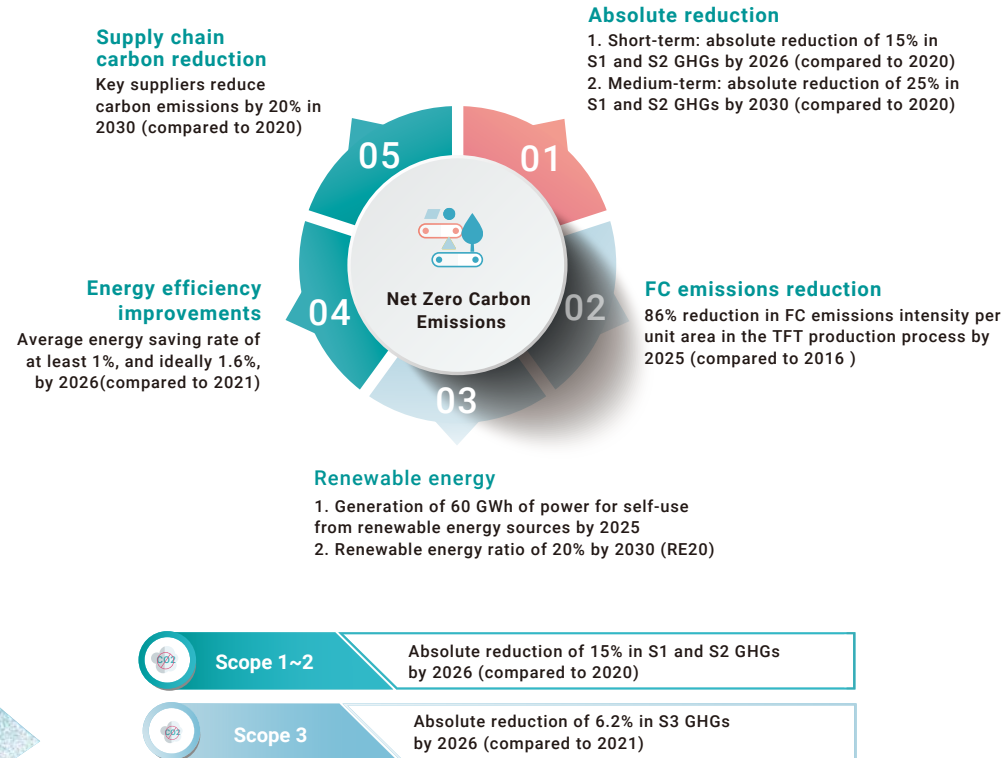 Absolute reduction
1. Short-term: absolute reduction of 15% in
S1 and S2 GHGs by 2026 (compared to 2020)
2. Medium-term: absolute reduction of 25% in
S1 and S2 GHGs by 2030 (compared to 2020)
Supply chain
carbon reduction
Key suppliers reduce
carbon emissions by 20% in
2030 (compared to 2020)
05
01
Net Zero Carbon
Emissions
04
02
03
Energy efficiency
improvements
Average energy saving rate of
at least 1%, and ideally 1.6%,
by 2026(compared to 2021)
FC emissions reduction
86% reduction in FC emissions intensity per
unit area in the TFT production process by
2025 (compared to 2016 )
Renewable energy
1. Generation of 60 GWh of power for self-use
from renewable energy sources by 2025
2. Renewable energy ratio of 20% by 2030 (RE20)
CO2
Scope 1~2
Absolute reduction of 15% in S1 and S2 GHGs
by 2026 (compared to 2020)
CO2
Scope 3
Absolute reduction of 6.2% in S3 GHGs
by 2026 (compared to 2021)